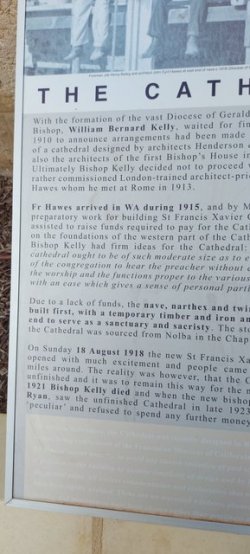 THE CATH
With the formation of the vast Diocese of Gerald
Bishop, William Bernard Kelly, waited for fin
1910 to announce arrangements had been made
of a cathedral designed by architects Henderson
also the architects of the first Bishop's House in
Ultimately Bishop Kelly decided not to proceed w
rather commissioned London-trained architect-pri
Hawes whom he met at Rome in 1913.
Fr Hawes arrived in WA during 1915, and by M
preparatory work for building St Francis Xavier C
assisted to raise funds required to pay for the Cat
on the foundations of the western part of the Cath
Bishop Kelly had firm ideas for the Cathedral:
cathedral ought to be of such moderate size as to e
of the congregation to hear the preacher without
the worship and the functions proper to the various
with an ease which gives a sense of personal parti
Due to a lack of funds, the nave, narthex and twin
built first, with a temporary timber and iron an
end to serve as a sanctuary and sacristy. The sto
the Cathedral was sourced from Nolba in the Chap
On Sunday 18 August 1918 the new St Francis Xa
opened with much excitement and people came
miles around. The reality was however, that the C
unfinished and it was to remain this way for the n
1921 Bishop Kelly died and when the new bishop
Ryan, saw the unfinished Cathedral in late 1923
'peculiar' and refused to spend any further money